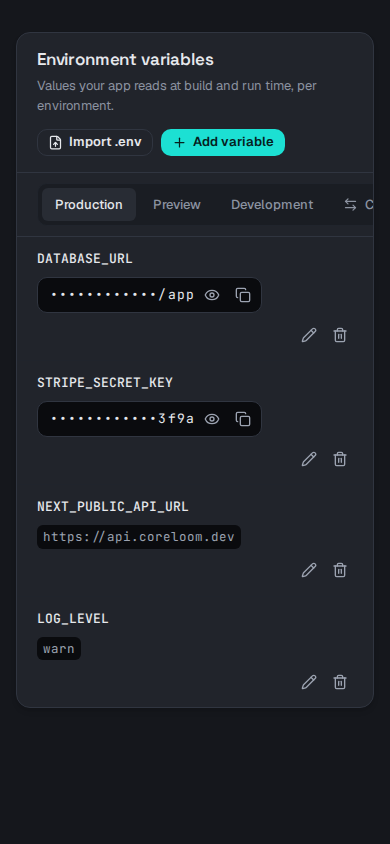 Environment variables
Values your app reads at build and run time, per
environment.
Import .env
Add variable
Production
Preview
Development
DATABASE_URL
••••••••••••/app
STRIPE_SECRET_KEY
••••••••••••3f9a
NEXT_PUBLIC_API_URL
https://api.coreloom.dev
LOG_LEVEL
warn